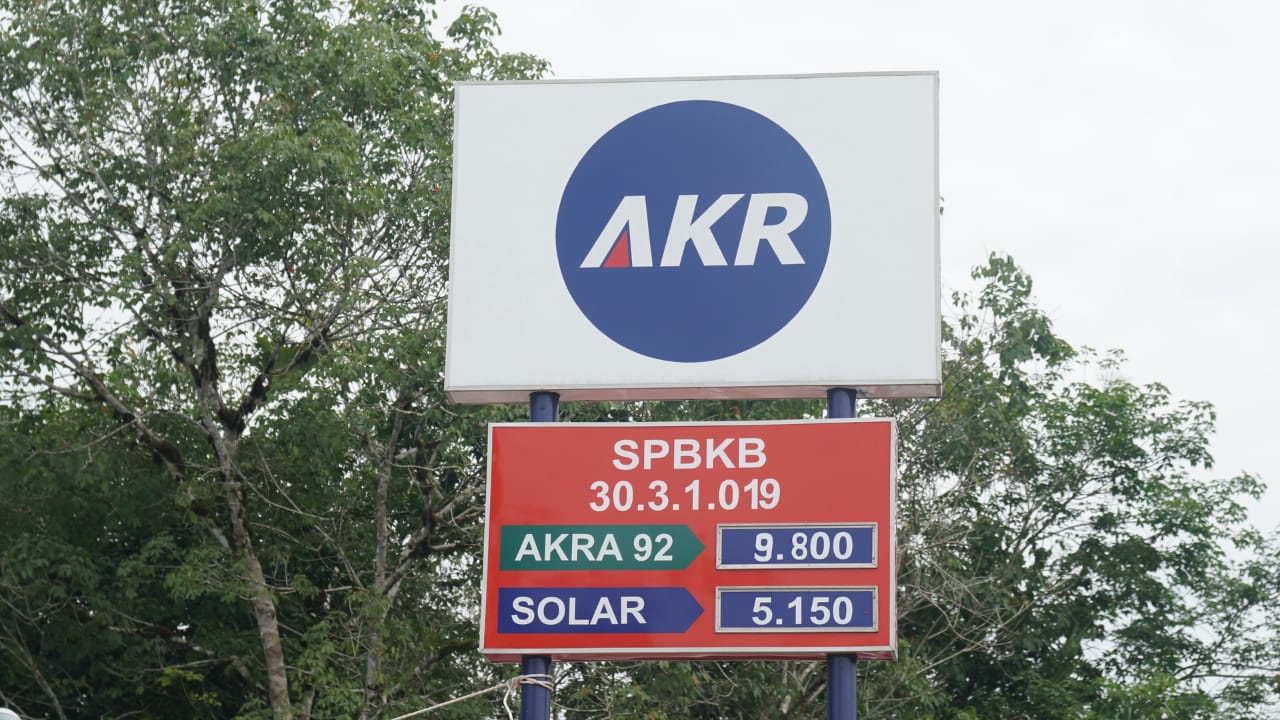 AKR
SPBKB
30.3.1.019
AKRA 92 9.800
SOLAR 5.150